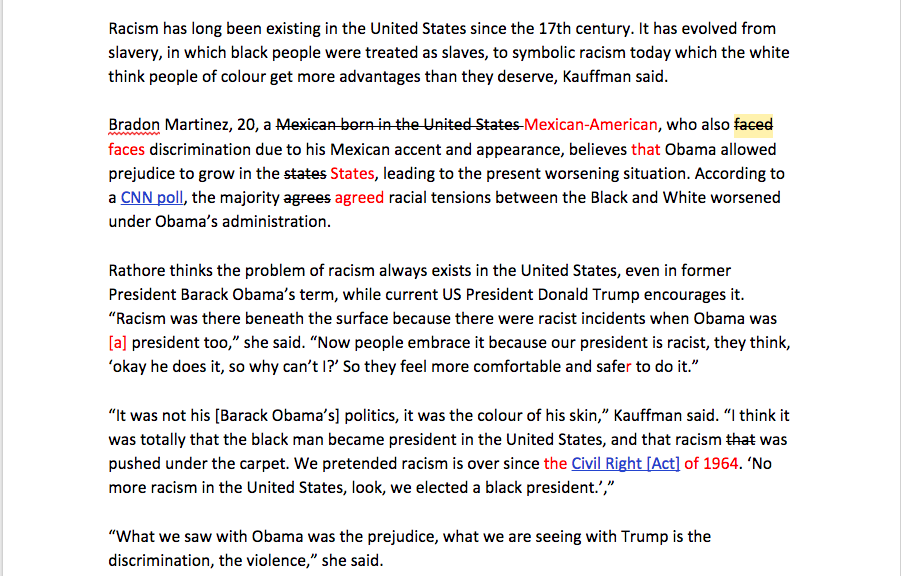 Racism has long been existing in the United States since the 17th century. It has evolved from
slavery, in which black people were treated as slaves, to symbolic racism today which the white
think people of colour get more advantages than they deserve, Kauffman said.
Bradon Martinez, 20, a Mexican born in the United States Mexican-American, who also faced
faces discrimination due to his Mexican accent and appearance, believes that Obama allowed
prejudice to grow in the states States, leading to the present worsening situation. According to
a CNN poll, the majority agrees agreed racial tensions between the Black and White worsened
under Obama’s administration.
Rathore thinks the problem of racism always exists in the United States, even in former
President Barack Obama’s term, while current US President Donald Trump encourages it.
“Racism was there beneath the surface because there were racist incidents when Obama was
[a] president too,” she said. “Now people embrace it because our president is racist, they think,
‘okay he does it, so why can’t I?’ So they feel more comfortable and safer to do it.”
“It was not his [Barack Obama’s] politics, it was the colour of his skin,” Kauffman said. “I think it
was totally that the black man became president in the United States, and that racism that was
pushed under the carpet. We pretended racism is over since the Civil Right [Act] of 1964. ‘No
more racism in the United States, look, we elected a black president.’,”
“What we saw with Obama was the prejudice, what we are seeing with Trump is the
discrimination, the violence,” she said.